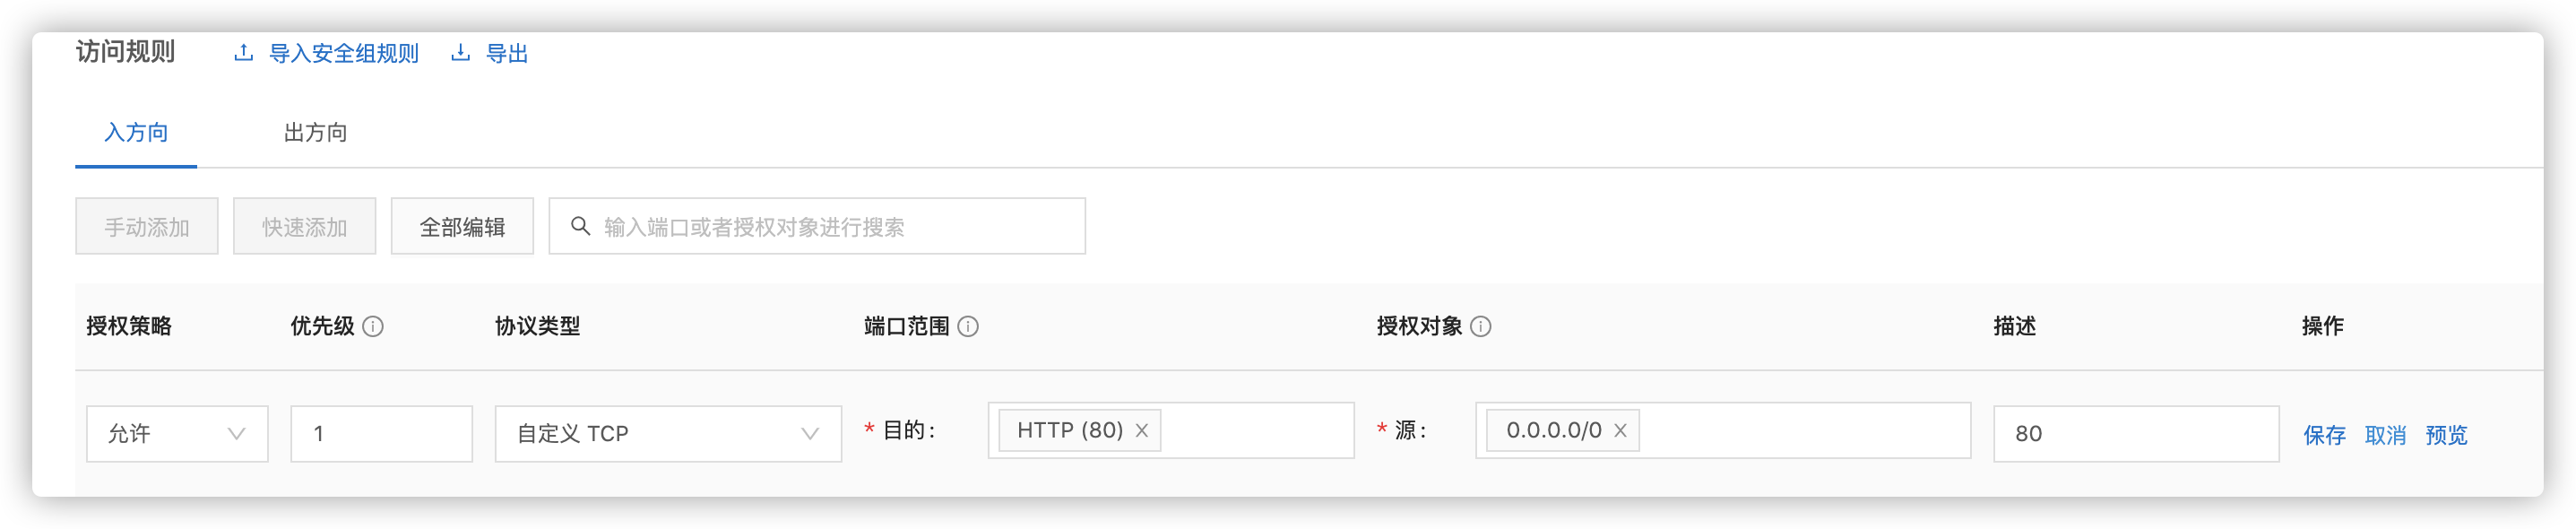 访问规则 导入安全组规则 导出
入方向 出方向
手动添加 快速添加 全部编辑 输入端口或者授权对象进行搜索
授权策略 优先级 协议类型 端口范围 授权对象 描述 操作
允许 1 自定义 TCP * 目的: HTTP (80) × * 源: 0.0.0.0/0 × 80 保存 取消 预览